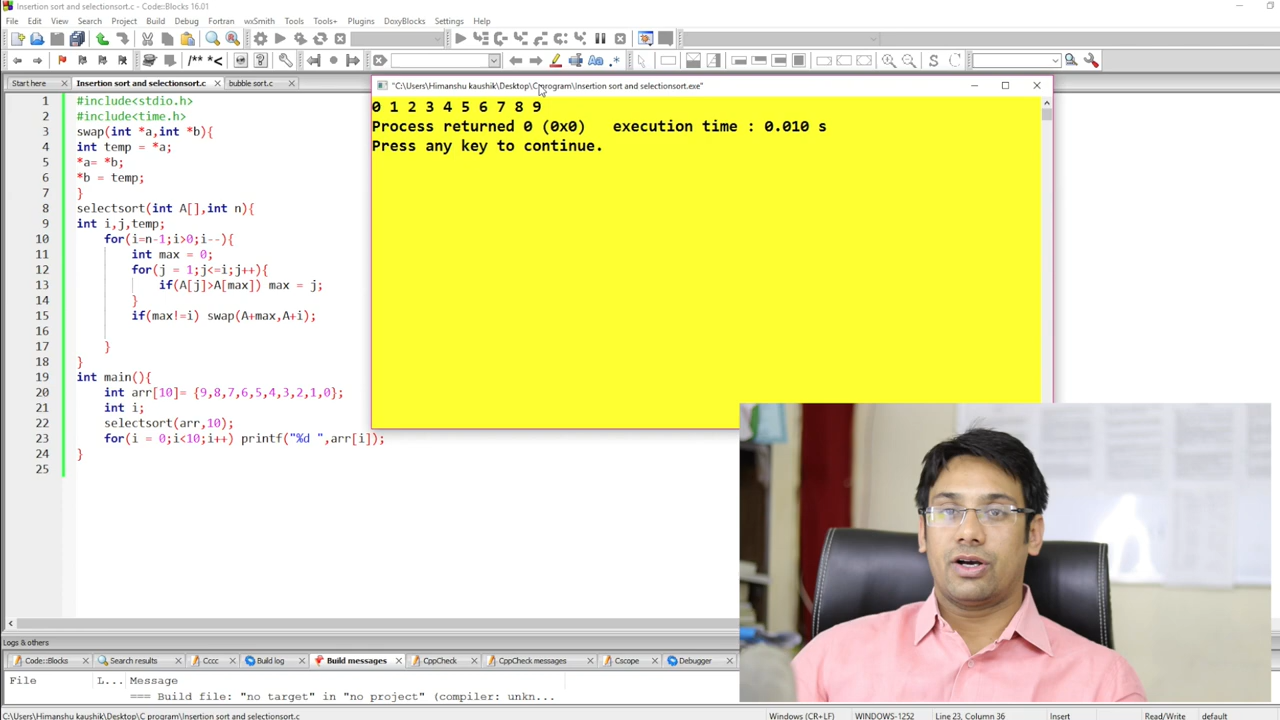 Insertion sort and selectionsort.c - Code::Blocks 16.01
File Edit View Search Project Build Debug Fortran wxSmith Tools Tools+ Plugins DoxyBlocks Settings Help
Start here Insertion sort and selectionsort.c bubble sort.c
1 #include<stdio.h>
2 #include<time.h>
3 swap(int *a,int *b){
4 int temp = *a;
5 *a= *b;
6 *b = temp;
7 }
8 selectsort(int A[],int n){
9 int i,j,temp;
10 for(i=n-1;i>0;i--){
11 int max = 0;
12 for(j = 1;j<=i;j++){
13 if(A[j]>A[max]) max = j;
14 }
15 if(max!=i) swap(A+max,A+i);
16
17 }
18 }
19 int main(){
20 int arr[10]= {9,8,7,6,5,4,3,2,1,0};
21 int i;
22 selectsort(arr,10);
23 for(i = 0;i<10;i++) printf("%d ",arr[i]);
24 }
25
"C:\Users\Himanshu kaushik\Desktop\C program\Insertion sort and selectionsort.exe"
0 1 2 3 4 5 6 7 8 9
Process returned 0 (0x0) execution time : 0.010 s
Press any key to continue.
Logs & others
Code::Blocks Search results Cccc Build log Build messages CppCheck CppCheck messages Cscope Debugger
File L... Message
=== Build file: "no target" in "no project" (compiler: unkn...
C:\Users\Himanshu kaushik\Desktop\C program\Insertion sort and selectionsort.c Windows (CR+LF) WINDOWS-1252 Line 23, Column 36 Insert Read/Write default